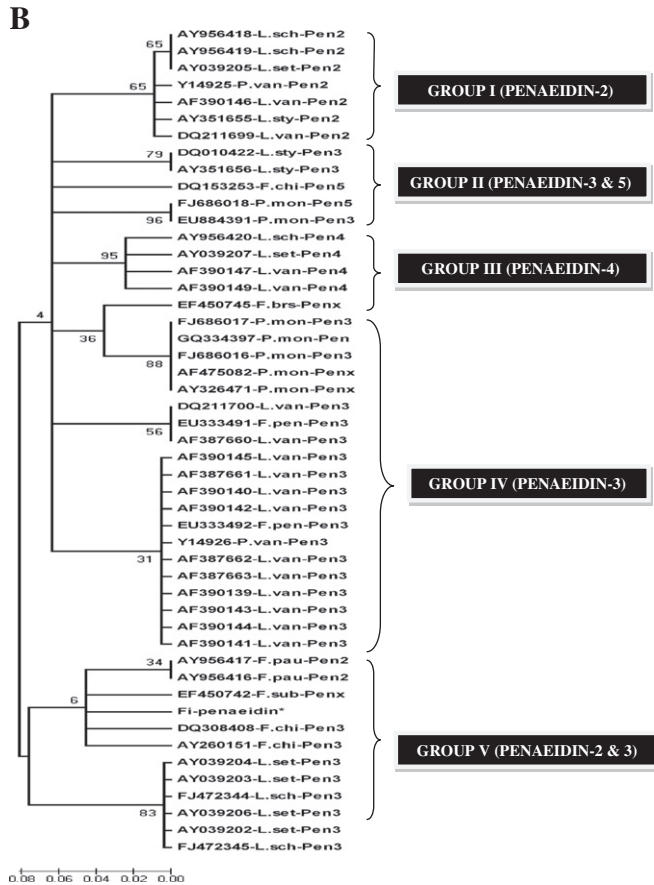 B
AY956418-L.sch-Pen2
65
AY956419-L.sch-Pen2
AY039205-L.set-Pen2
65
Y14925-P.van-Pen2
GROUP I (PENAEIDIN-2)
AF390146-L.van-Pen2
AY351655-L.sty-Pen2
DQ211699-L.van-Pen2
79
DQ010422-L.sty-Pen3
AY351656-L.sty-Pen3
DQ153253-F.chi-Pen5
GROUP II (PENAEIDIN-3 & 5)
FJ686018-P.mon-Pen5
96
EU884391-P.mon-Pen3
AY956420-L.sch-Pen4
95
AY039207-L.set-Pen4
AF390147-L.van-Pen4
GROUP III (PENAEIDIN-4)
AF390149-L.van-Pen4
EF450745-F.brs-Penx
4
FJ686017-P.mon-Pen3
36
GQ334397-P.mon-Pen
FJ686016-P.mon-Pen3
88
AF475082-P.mon-Penx
AY326471-P.mon-Penx
DQ211700-L.van-Pen3
EU333491-F.pen-Pen3
56
AF387660-L.van-Pen3
AF390145-L.van-Pen3
AF387661-L.van-Pen3
GROUP IV (PENAEIDIN-3)
AF390140-L.van-Pen3
AF390142-L.van-Pen3
EU333492-F.pen-Pen3
Y14926-P.van-Pen3
31
AF387662-L.van-Pen3
AF387663-L.van-Pen3
AF390139-L.van-Pen3
AF390143-L.van-Pen3
AF390144-L.van-Pen3
AF390141-L.van-Pen3
34
AY956417-F.pau-Pen2
AY956416-F.pau-Pen2
6
EF450742-F.sub-Penx
Fi-penaeidin*
DQ308408-F.chi-Pen3
AY260151-F.chi-Pen3
GROUP V (PENAEIDIN-2 & 3)
AY039204-L.set-Pen3
AY039203-L.set-Pen3
FJ472344-L.sch-Pen3
83
AY039206-L.set-Pen3
AY039202-L.set-Pen3
FJ472345-L.sch-Pen3
0.08 0.06 0.04 0.02 0.00